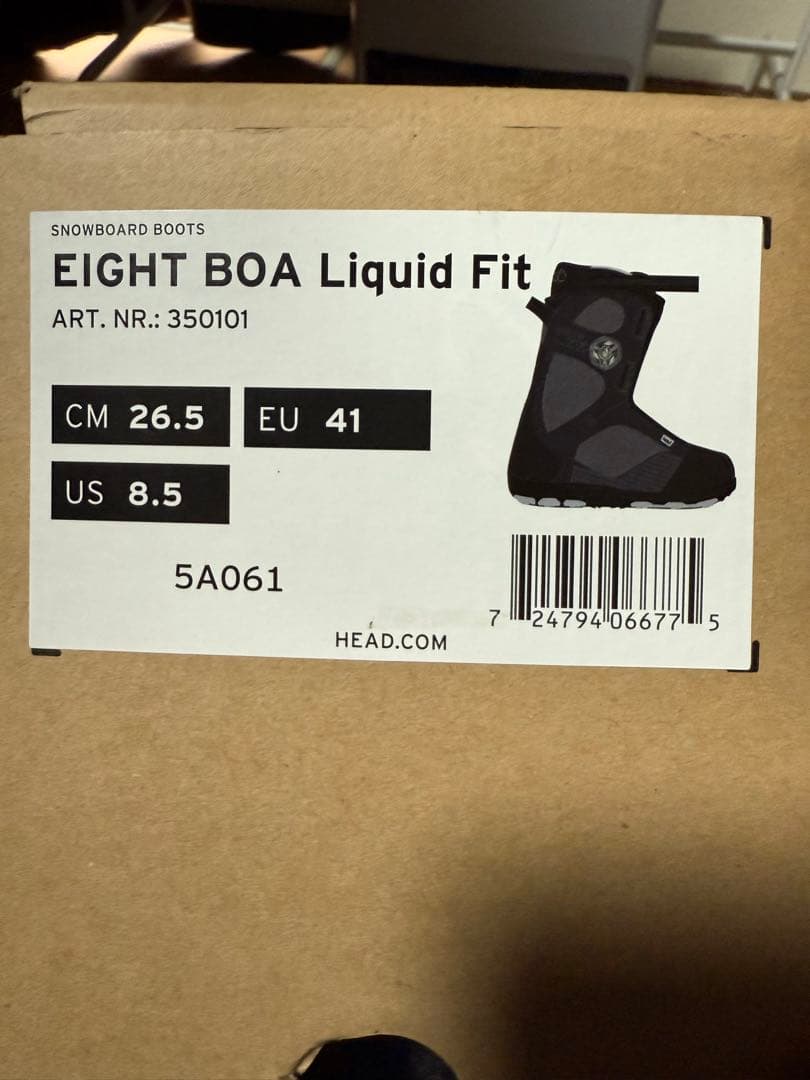 SNOWBOARD BOOTS
EIGHT BOA Liquid Fit
ART. NR.: 350101
CM 26.5 EU 41
US 8.5
5A061
7 24794 06677 5
HEAD.COM